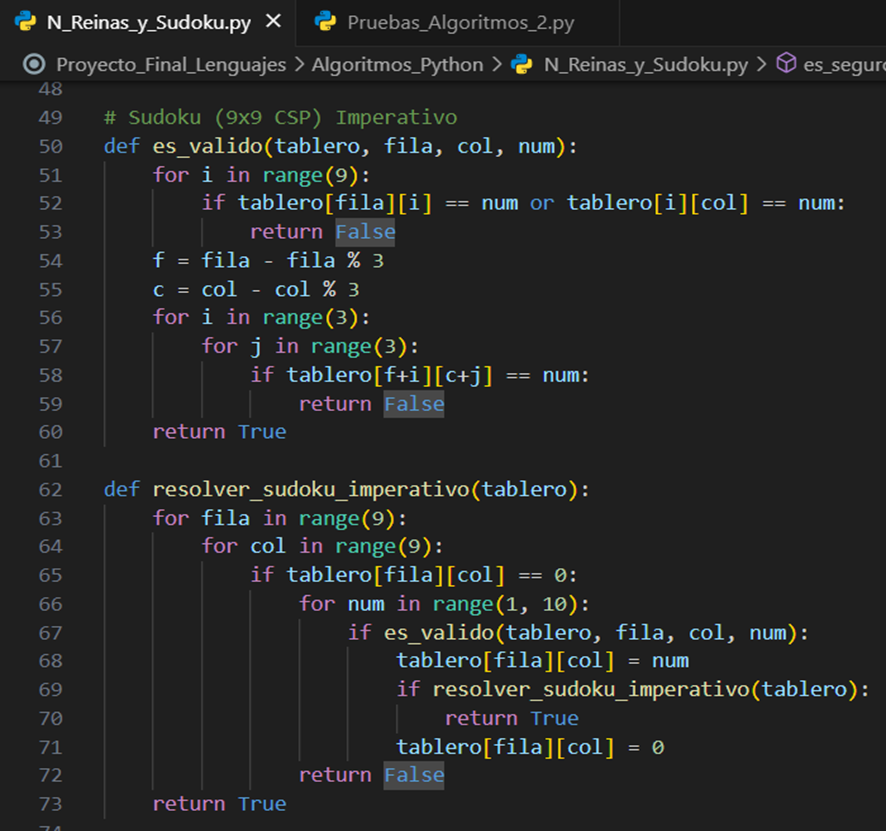 N_Reinas_y_Sudoku.py × Pruebas_Algoritmos_2.py
Proyecto_Final_Lenguajes > Algoritmos_Python > N_Reinas_y_Sudoku.py > es_seguro
48
49 # Sudoku (9x9 CSP) Imperativo
50 def es_valido(tablero, fila, col, num):
51     for i in range(9):
52         if tablero[fila][i] == num or tablero[i][col] == num:
53             return False
54     f = fila - fila % 3
55     c = col - col % 3
56     for i in range(3):
57         for j in range(3):
58             if tablero[f+i][c+j] == num:
59                 return False
60     return True
61
62 def resolver_sudoku_imperativo(tablero):
63     for fila in range(9):
64         for col in range(9):
65             if tablero[fila][col] == 0:
66                 for num in range(1, 10):
67                     if es_valido(tablero, fila, col, num):
68                         tablero[fila][col] = num
69                         if resolver_sudoku_imperativo(tablero):
70                             return True
71                         tablero[fila][col] = 0
72                 return False
73     return True
74